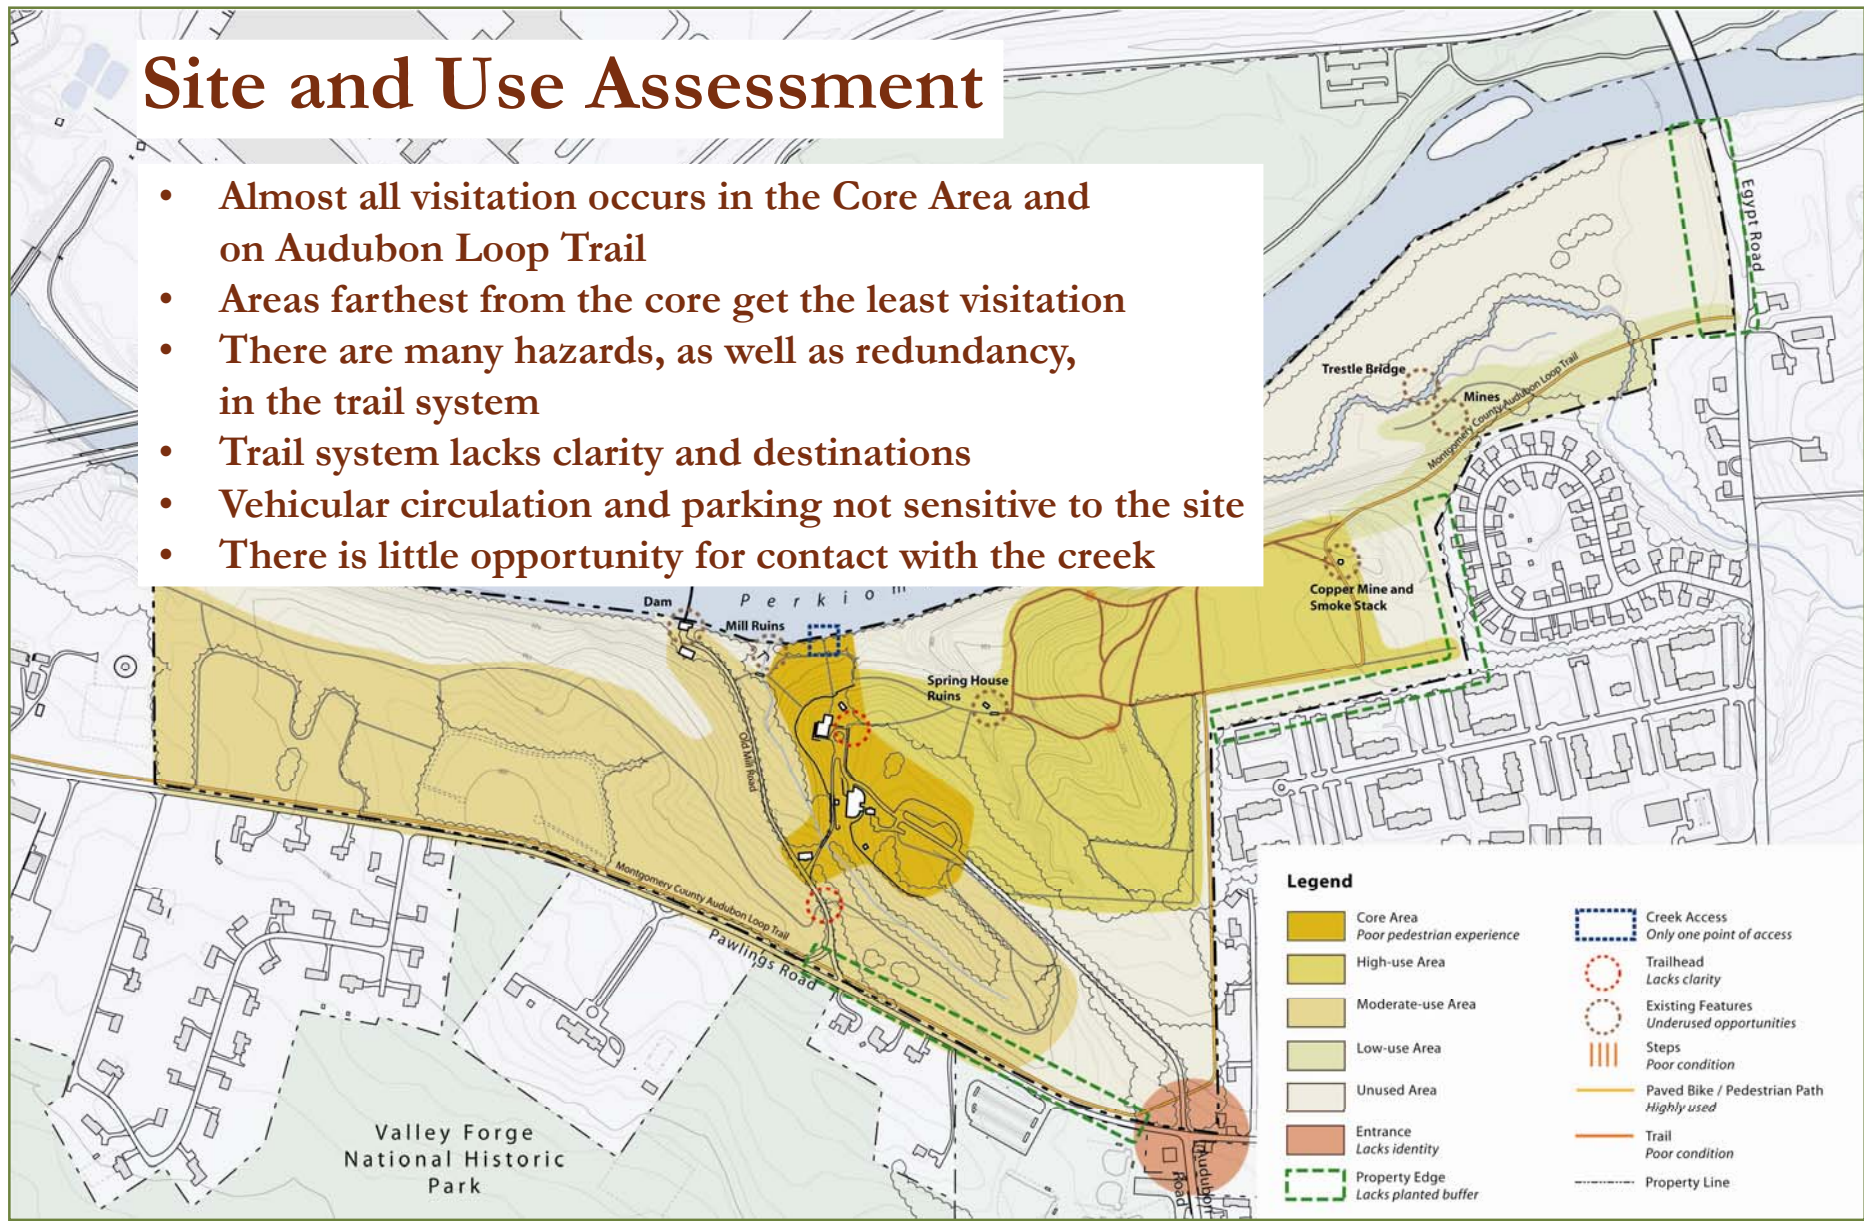 Site and Use Assessment
• Almost all visitation occurs in the Core Area and
on Audubon Loop Trail
• Areas farthest from the core get the least visitation
• There are many hazards, as well as redundancy,
in the trail system
• Trail system lacks clarity and destinations
• Vehicular circulation and parking not sensitive to the site
• There is little opportunity for contact with the creek
Egypt Road
Trestle Bridge
Mines
Montgomery County Audubon Loop Trail
Copper Mine and
Smoke Stack
Dam
Perkiom
Mill Ruins
Spring House
Ruins
Old Mill Road
Montgomery County Audubon Loop Trail
Pawlings Road
Valley Forge
National Historic
Park
Audubon
Road
Legend
Core Area
Poor pedestrian experience
High-use Area
Moderate-use Area
Low-use Area
Unused Area
Entrance
Lacks identity
Property Edge
Lacks planted buffer
Creek Access
Only one point of access
Trailhead
Lacks clarity
Existing Features
Underused opportunities
Steps
Poor condition
Paved Bike / Pedestrian Path
Highly used
Trail
Poor condition
Property Line